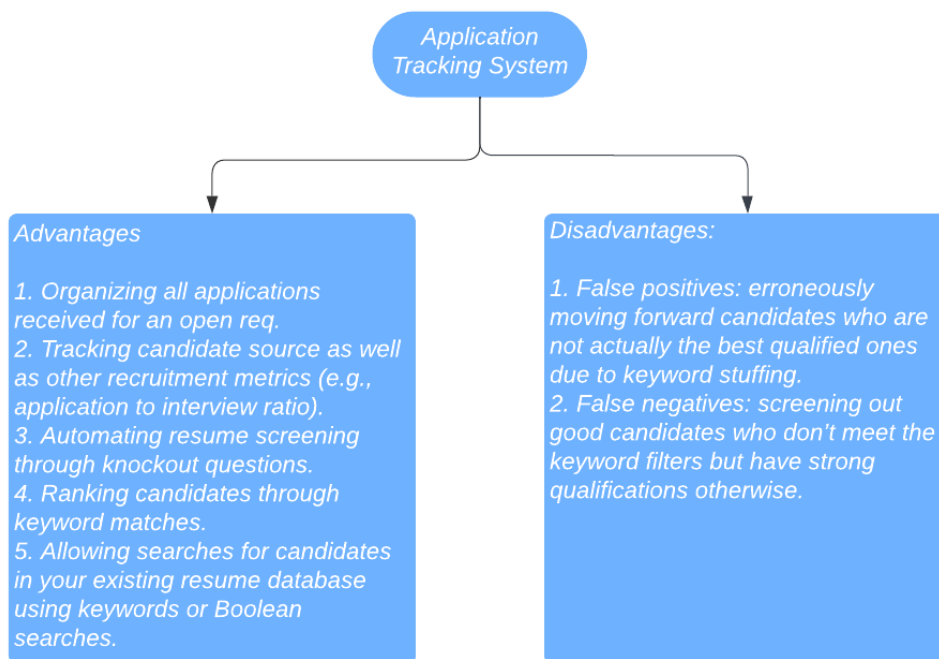 Application
Tracking System
Advantages
1. Organizing all applications
received for an open req.
2. Tracking candidate source as well
as other recruitment metrics (e.g.,
application to interview ratio).
3. Automating resume screening
through knockout questions.
4. Ranking candidates through
keyword matches.
5. Allowing searches for candidates
in your existing resume database
using keywords or Boolean
searches.
Disadvantages:
1. False positives: erroneously
moving forward candidates who are
not actually the best qualified ones
due to keyword stuffing.
2. False negatives: screening out
good candidates who don’t meet the
keyword filters but have strong
qualifications otherwise.